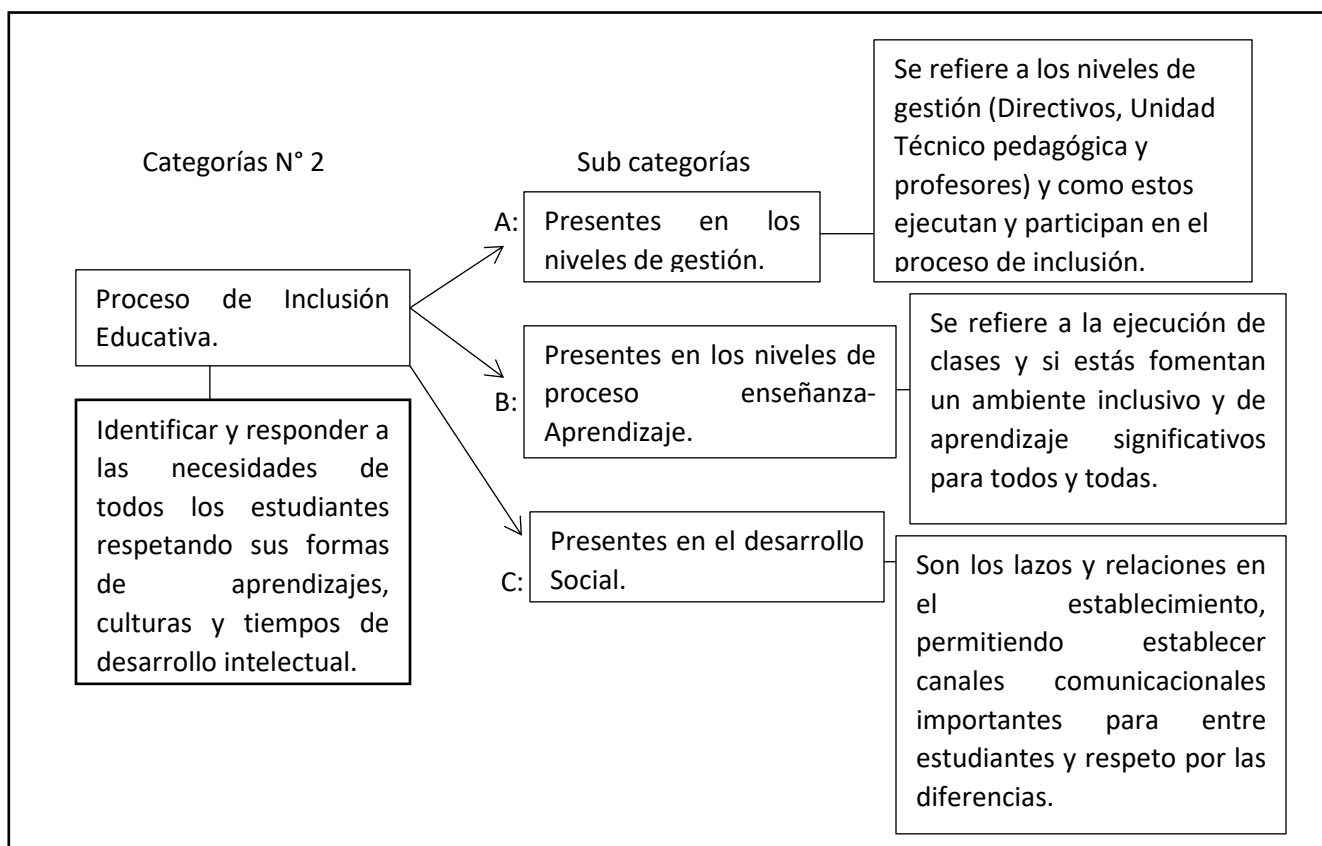 Categorías N° 2
Proceso de Inclusión
Educativa.
Identificar y responder a
las necesidades de
todos los estudiantes
respetando sus formas
de aprendizajes,
culturas y tiempos de
desarrollo intelectual.
Sub categorías
A:
Presentes en los
niveles de gestión.
Se refiere a los niveles de
gestión (Directivos, Unidad
Técnico pedagógica y
profesores) y como estos
ejecutan y participan en el
proceso de inclusión.
B:
Presentes en los niveles de
proceso enseñanza-
Aprendizaje.
Se refiere a la ejecución de
clases y si estás fomentan
un ambiente inclusivo y de
aprendizaje significativos
para todos y todas.
C:
Presentes en el desarrollo
Social.
Son los lazos y relaciones en
el establecimiento,
permitiendo establecer
canales comunicacionales
importantes para entre
estudiantes y respeto por las
diferencias.